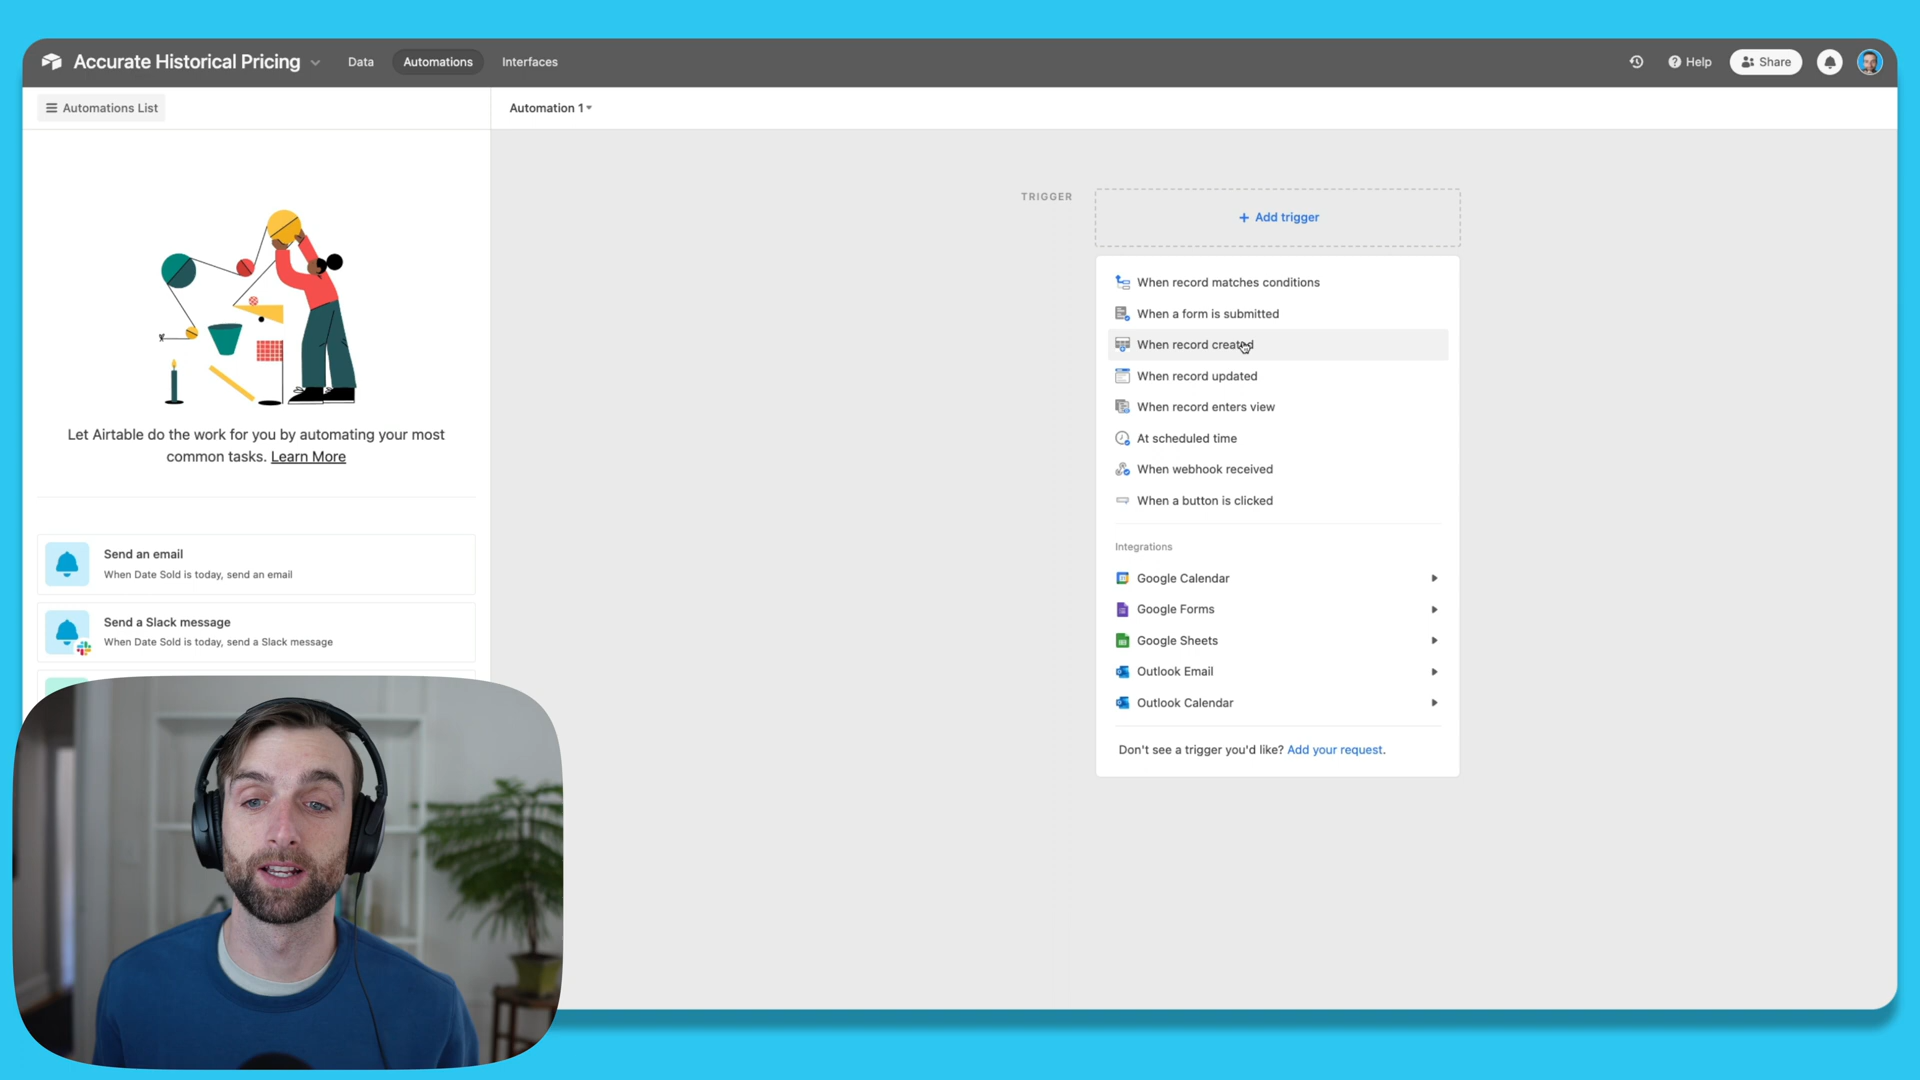 Accurate Historical Pricing
Data
Automations
Interfaces
Help
Share
Automations List
Automation 1
TRIGGER
+ Add trigger
When record matches conditions
When a form is submitted
When record created
When record updated
When record enters view
At scheduled time
When webhook received
When a button is clicked
Integrations
Google Calendar
Google Forms
Google Sheets
Outlook Email
Outlook Calendar
Don't see a trigger you'd like? Add your request.
Let Airtable do the work for you by automating your most
common tasks. Learn More
Send an email
When Date Sold is today, send an email
Send a Slack message
When Date Sold is today, send a Slack message